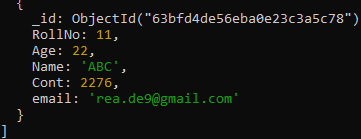 {
_id: ObjectId("63bfd4de56eba0e23c3a5c78")
RollNo: 11,
Age: 22,
Name: 'ABC',
Cont: 2276,
email: 'rea.de9@gmail.com'
}
]